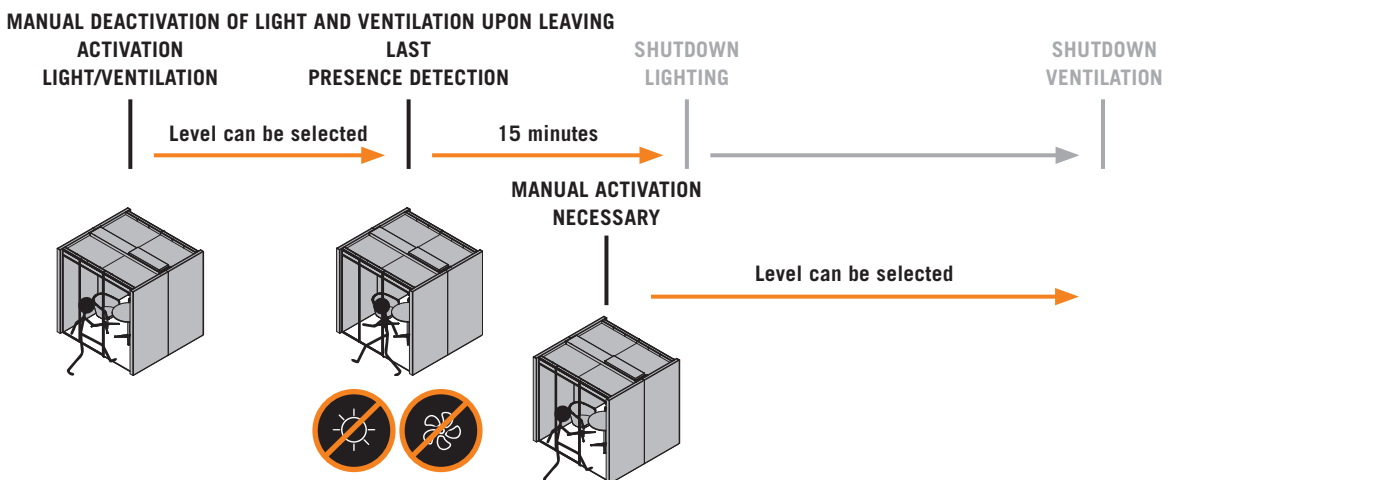 MANUAL DEACTIVATION OF LIGHT AND VENTILATION UPON LEAVING
ACTIVATION
LIGHT/VENTILATION
LAST
PRESENCE DETECTION
SHUTDOWN
LIGHTING
SHUTDOWN
VENTILATION
Level can be selected
15 minutes
MANUAL ACTIVATION
NECESSARY
Level can be selected